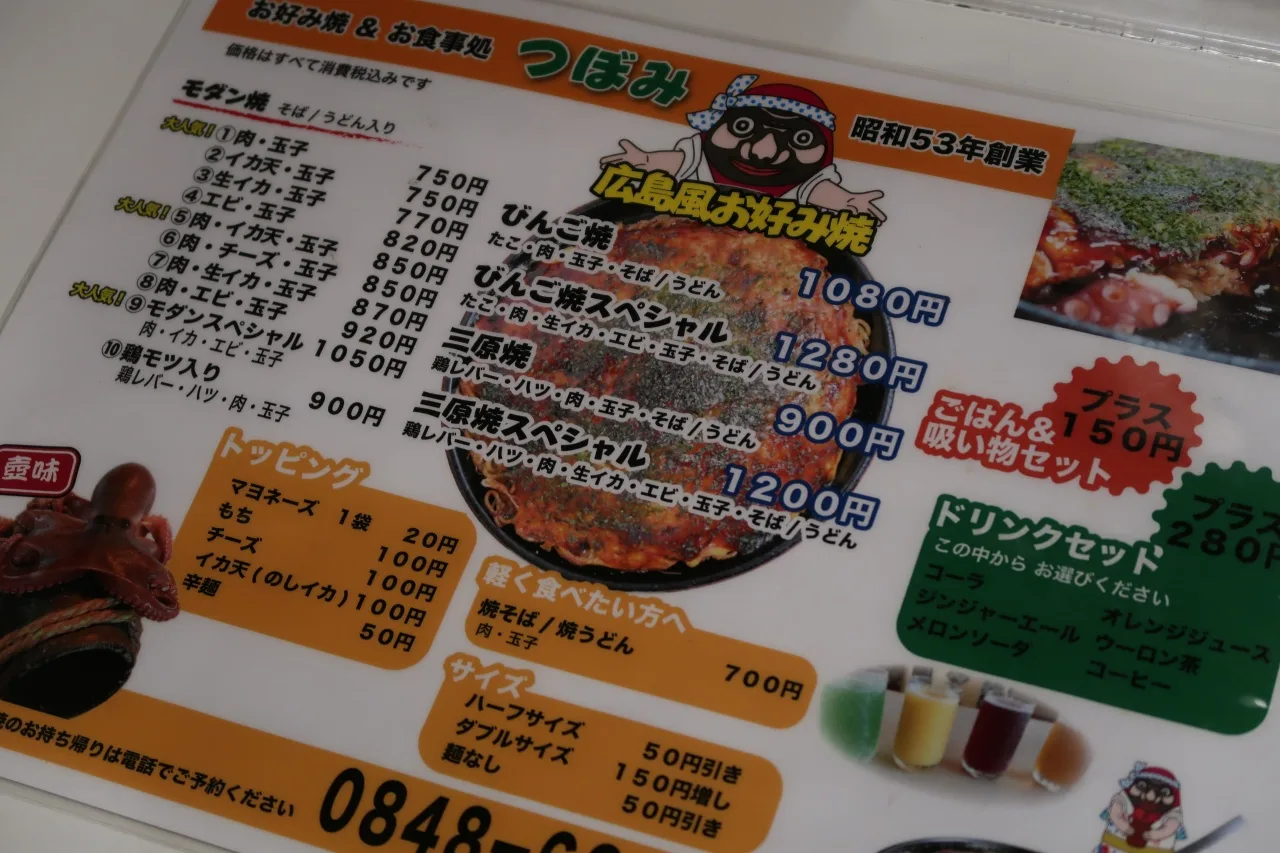 お好み焼 & お食事処 つぼみ
昭和53年創業
価格はすべて消費税込みです
モダン焼 そば/うどん入り
大人気! ①肉・玉子 750円
②イカ天・玉子 750円
③生イカ・玉子 770円
④エビ・玉子 820円
大人気! ⑤肉・イカ天・玉子 850円
⑥肉・チーズ・玉子 850円
⑦肉・生イカ・玉子 870円
⑧肉・エビ・玉子 920円
大人気! ⑨モダンスペシャル 1050円
肉・イカ・エビ・玉子
⑩鶏モツ入り 900円
鶏レバー・ハツ・肉・玉子
広島風お好み焼
びんご焼 1080円
たこ・肉・玉子・そば/うどん
びんご焼スペシャル 1280円
たこ・肉・生イカ・エビ・玉子・そば/うどん
三原焼 900円
鶏レバー・ハツ・肉・玉子・そば/うどん
三原焼スペシャル 1200円
鶏レバー・ハツ・肉・生イカ・エビ・玉子・そば/うどん
ごはん&
吸い物セット
プラス
150円
ドリンクセット
プラス
280円
この中から お選びください
コーラ オレンジジュース
ジンジャーエール ウーロン茶
メロンソーダ コーヒー
壺味
トッピング
マヨネーズ 1袋 20円
もち 100円
チーズ 100円
イカ天(のしイカ) 100円
辛麺 50円
軽く食べたい方へ
焼そば/焼うどん 700円
肉・玉子
サイズ
ハーフサイズ 50円引き
ダブルサイズ 150円増し
麺なし 50円引き
のお持ち帰りは電話でご予約ください
0848-6